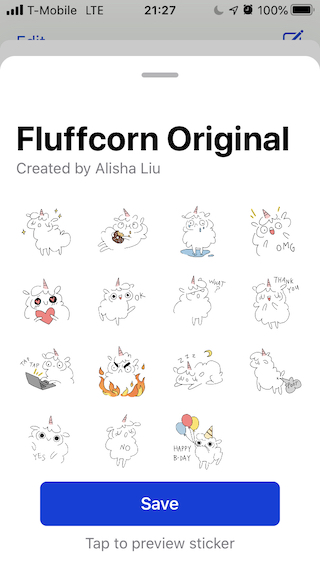 T-Mobile LTE 21:27 100%
Edit
Fluffcorn Original
Created by Alisha Liu
OMG
OK
WHAT?
THANK YOU
TAP TAP
Z Z Z
YES
NO
HAPPY
B-DAY
Save
Tap to preview sticker